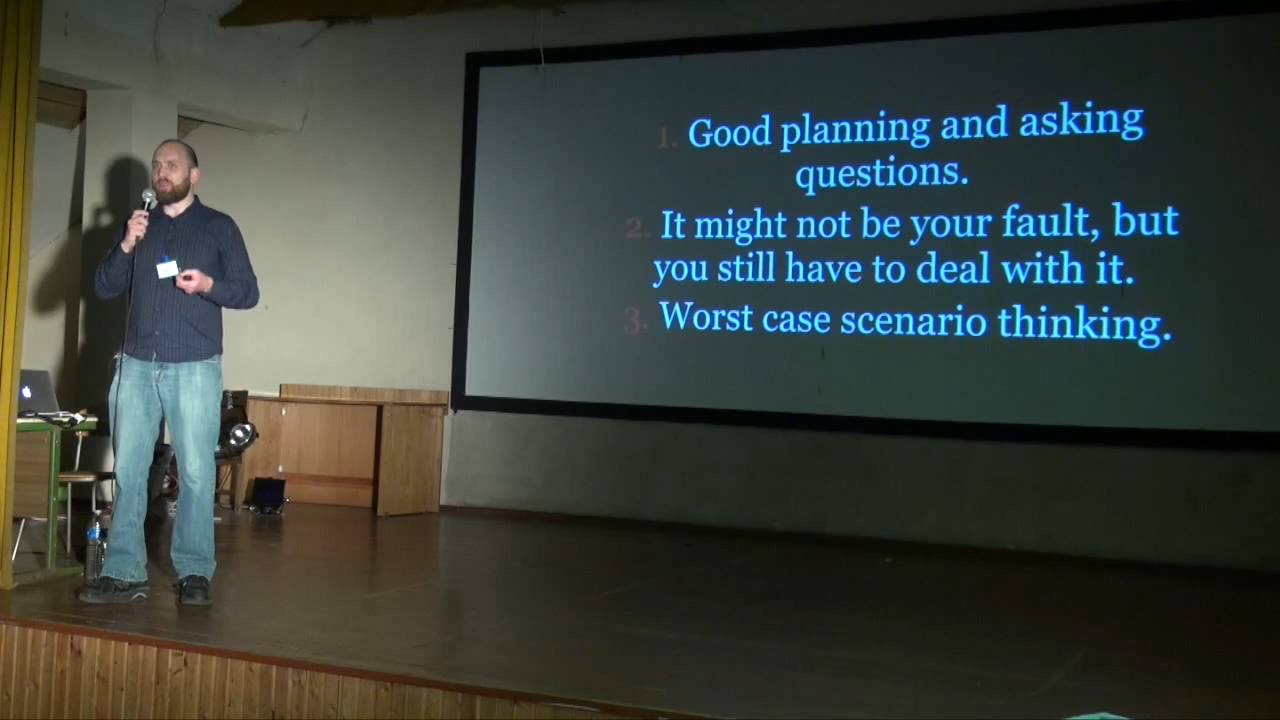 1. Good planning and asking
questions.
2. It might not be your fault, but
you still have to deal with it.
3. Worst case scenario thinking.